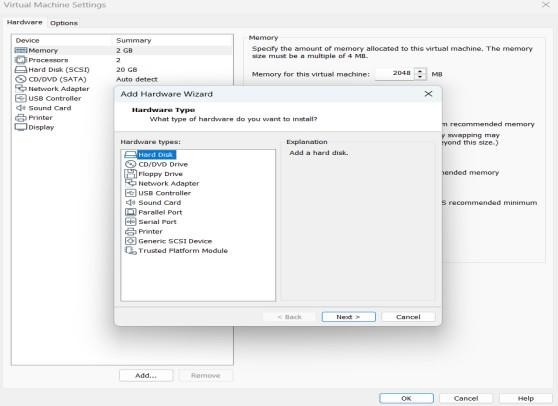 Virtual Machine Settings
Hardware Options
Device Summary
Memory 2 GB
Processors 2
Hard Disk (SCSI) 20 GB
CD/DVD (SATA) Auto detect
Network Adapter
USB Controller
Sound Card
Printer
Display
Memory
Specify the amount of memory allocated to this virtual machine. The memory
size must be a multiple of 4 MB.
Memory for this virtual machine: 2048 MB
m recommended memory
y swapping may
eyond this size.)
ended memory
S recommended minimum
Add Hardware Wizard
Hardware Type
What type of hardware do you want to install?
Hardware types:
Hard Disk
CD/DVD Drive
Floppy Drive
Network Adapter
USB Controller
Sound Card
Parallel Port
Serial Port
Printer
Generic SCSI Device
Trusted Platform Module
Explanation
Add a hard disk.
< Back Next > Cancel
Add... Remove
OK Cancel Help